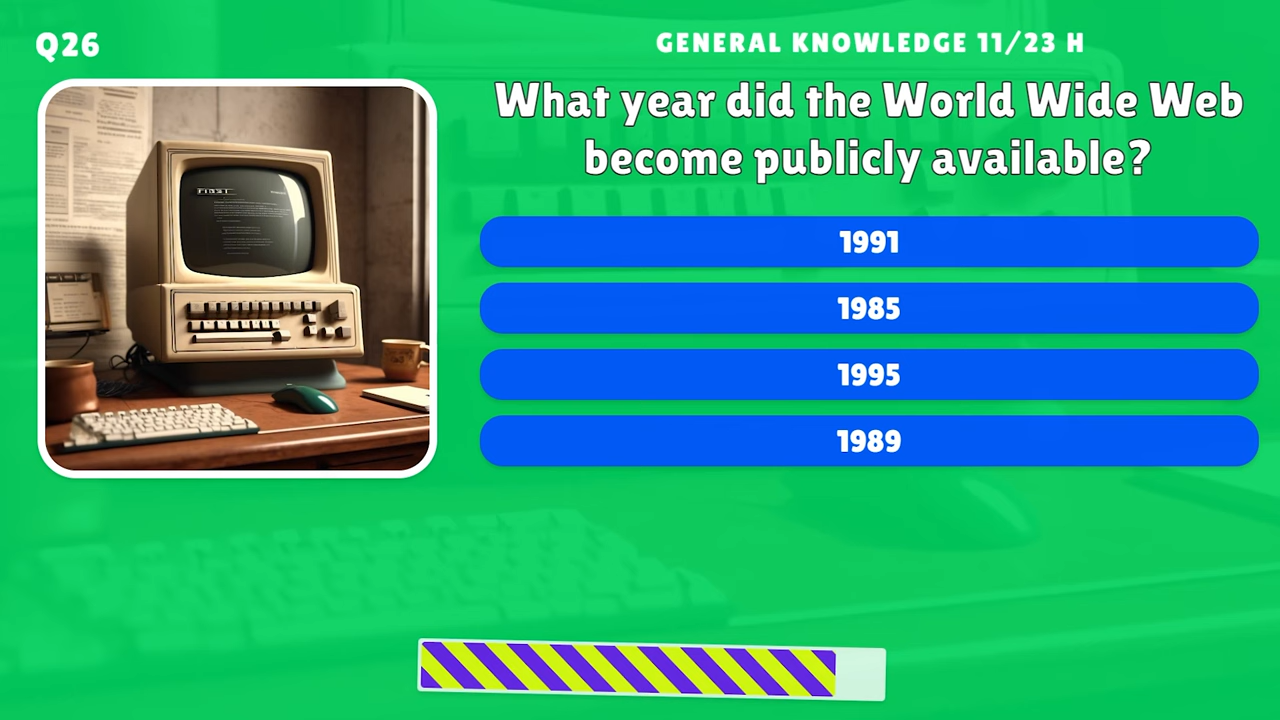 Q26
GENERAL KNOWLEDGE 11/23 H
What year did the World Wide Web
become publicly available?
1991
1985
1995
1989